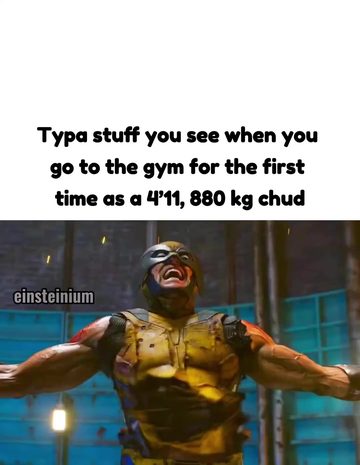 Typa stuff you see when you
go to the gym for the first
time as a 4'11, 880 kg chud
einsteinium